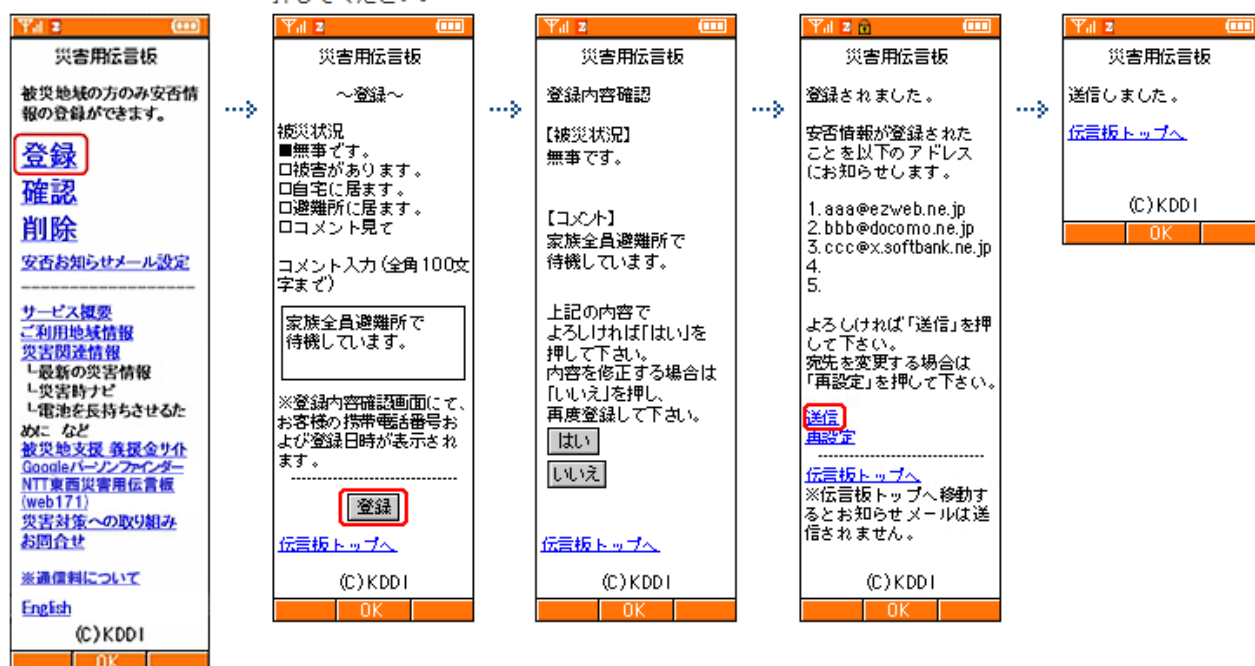 災害用伝言板
被災地域の方のみ安否情
報の登録ができます。
登録
確認
削除
安否お知らせメール設定
サービス概要
ご利用地域情報
災害関連情報
└最新の災害情報
└災害時ナビ
└電池を長持ちさせるた
めに など
被災地支援 義援金サイト
Googleパーソンファインダー
NTT東西災害用伝言板
(web171)
災害対策への取り組み
お問合せ
※通信料について
English
(C)KDDI
OK
災害用伝言板
～登録～
被災状況
■無事です。
□被害があります。
□自宅に居ます。
□避難所に居ます。
□コメント見て
コメント入力(全角100文
字まで)
家族全員避難所で
待機しています。
※登録内容確認画面にて、
お客様の携帯電話番号お
よび登録日時が表示され
ます。
登録
伝言板トップへ
(C)KDDI
OK
災害用伝言板
登録内容確認
【被災状況】
無事です。
【コメント】
家族全員避難所で
待機しています。
上記の内容で
よろしければ「はい」を
押して下さい。
内容を修正する場合は
「いいえ」を押し、
再度登録して下さい。
はい
いいえ
伝言板トップへ
(C)KDDI
OK
災害用伝言板
登録されました。
安否情報が登録された
ことを以下のアドレス
にお知らせします。
1.aaa@ezweb.ne.jp
2.bbb@docomo.ne.jp
3.ccc@x.softbank.ne.jp
4.
5.
よろしければ「送信」を押
して下さい。
宛先を変更する場合は
「再設定」を押して下さい。
送信
再設定
伝言板トップへ
※伝言板トップへ移動す
るとお知らせメールは送
信されません。
(C)KDDI
OK
災害用伝言板
送信しました。
伝言板トップへ
(C)KDDI
OK